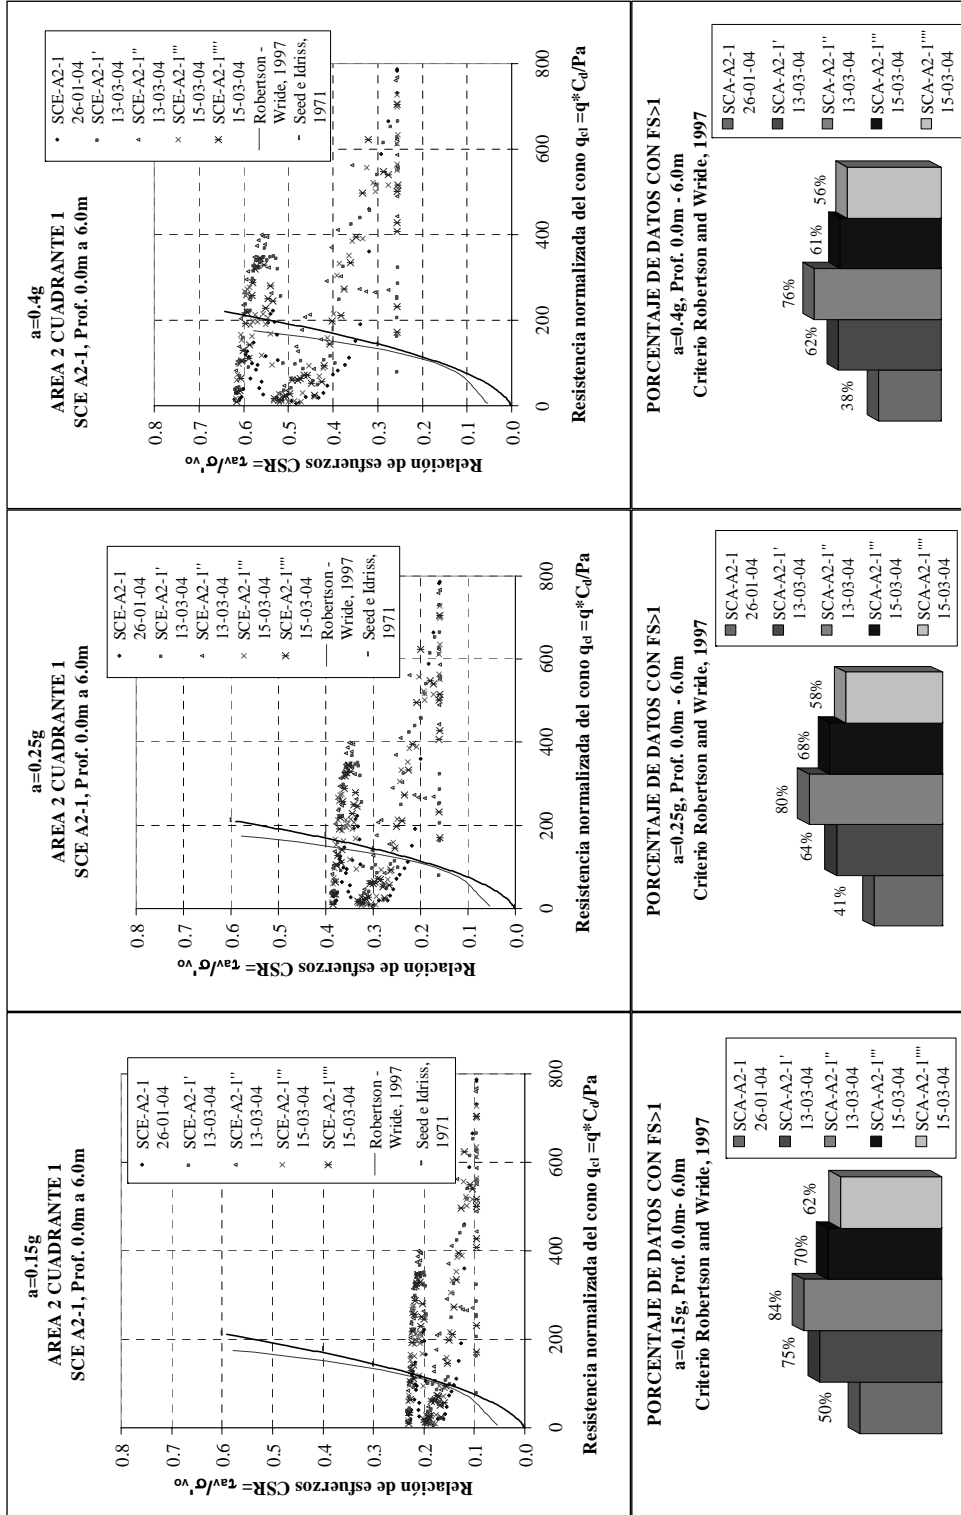 a=0.15g
AREA 2 CUADRANTE 1
SCE A2-1, Prof. 0.0m a 6.0m
Relación de esfuerzos CSR= τav/σ'vo
0.8
0.7
0.6
0.5
0.4
0.3
0.2
0.1
0.0
0
200
400
600
800
Resistencia normalizada del cono qcl =q*Cd/Pa
SCE-A2-1
26-01-04
SCE-A2-1'
13-03-04
SCE-A2-1''
13-03-04
SCE-A2-1'''
15-03-04
SCE-A2-1''''
15-03-04
Robertson -
Wride, 1997
Seed e Idriss,
1971
PORCENTAJE DE DATOS CON FS>1
a=0.15g, Prof. 0.0m- 6.0m
Criterio Robertson and Wride, 1997
50%
75%
84%
70%
62%
SCA-A2-1
26-01-04
SCA-A2-1'
13-03-04
SCA-A2-1''
13-03-04
SCA-A2-1'''
15-03-04
SCA-A2-1''''
15-03-04
a=0.25g
AREA 2 CUADRANTE 1
SCE A2-1, Prof. 0.0m a 6.0m
Relación de esfuerzos CSR= τav/σ'vo
0.8
0.7
0.6
0.5
0.4
0.3
0.2
0.1
0.0
0
200
400
600
800
Resistencia normalizada del cono qcl =q*Cd/Pa
SCE-A2-1
26-01-04
SCE-A2-1'
13-03-04
SCE-A2-1''
13-03-04
SCE-A2-1'''
15-03-04
SCE-A2-1''''
15-03-04
Robertson -
Wride, 1997
Seed e Idriss,
1971
PORCENTAJE DE DATOS CON FS>1
a=0.25g, Prof. 0.0m - 6.0m
Criterio Robertson and Wride, 1997
41%
64%
80%
68%
58%
SCA-A2-1
26-01-04
SCA-A2-1'
13-03-04
SCA-A2-1''
13-03-04
SCA-A2-1'''
15-03-04
SCA-A2-1''''
15-03-04
a=0.4g
AREA 2 CUADRANTE 1
SCE A2-1, Prof. 0.0m a 6.0m
Relación de esfuerzos CSR= τav/σ'vo
0.8
0.7
0.6
0.5
0.4
0.3
0.2
0.1
0.0
0
200
400
600
800
Resistencia normalizada del cono qcl =q*Cd/Pa
SCE-A2-1
26-01-04
SCE-A2-1'
13-03-04
SCE-A2-1''
13-03-04
SCE-A2-1'''
15-03-04
SCE-A2-1''''
15-03-04
Robertson -
Wride, 1997
Seed e Idriss,
1971
PORCENTAJE DE DATOS CON FS>1
a=0.4g, Prof. 0.0m - 6.0m
Criterio Robertson and Wride, 1997
38%
62%
76%
61%
56%
SCA-A2-1
26-01-04
SCA-A2-1'
13-03-04
SCA-A2-1''
13-03-04
SCA-A2-1'''
15-03-04
SCA-A2-1''''
15-03-04